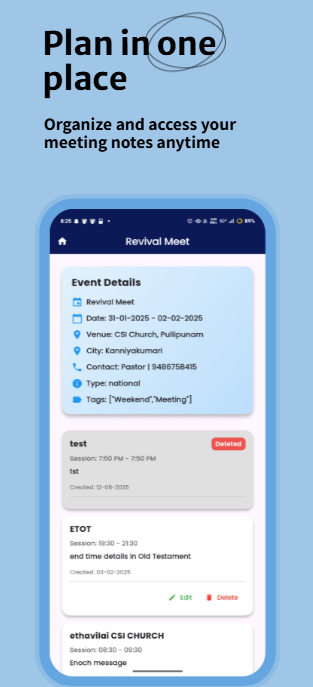 Plan in one
place
Organize and access your
meeting notes anytime
8:25
89%
Revival Meet
Event Details
Revival Meet
Date: 31-01-2025 - 02-02-2025
Venue: CSI Church, Pullipunam
City: Kanniyakumari
Contact: Pastor | 9486758415
Type: national
Tags: ["Weekend","Meeting"]
test
Deleted
Session: 7:50 PM - 7:50 PM
tst
Created: 12-08-2025
ETOT
Session: 19:30 - 21:30
end time details in Old Testament
Created: 03-02-2025
Edit Delete
othavilai CSI CHURCH
Session: 08:30 - 09:30
Enoch message